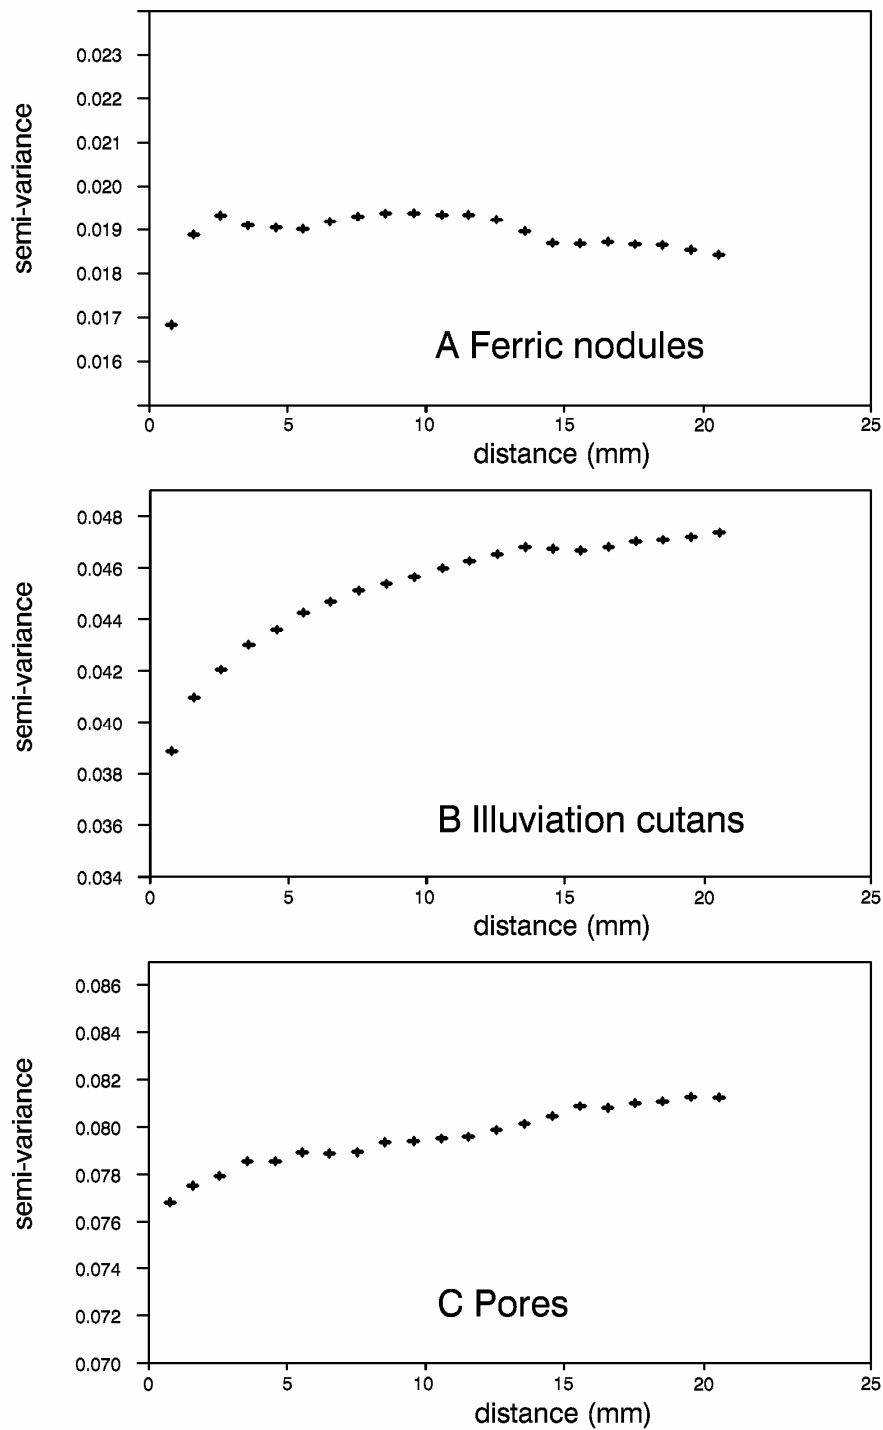 0.023
0.022
0.021
0.020
0.019
0.018
0.017
0.016
semi-variance
A Ferric nodules
0 5 10 15 20 25
distance (mm)
0.048
0.046
0.044
0.042
0.040
0.038
0.036
0.034
semi-variance
B Illuviation cutans
0 5 10 15 20 25
distance (mm)
0.086
0.084
0.082
0.080
0.078
0.076
0.074
0.072
0.070
semi-variance
C Pores
0 5 10 15 20 25
distance (mm)